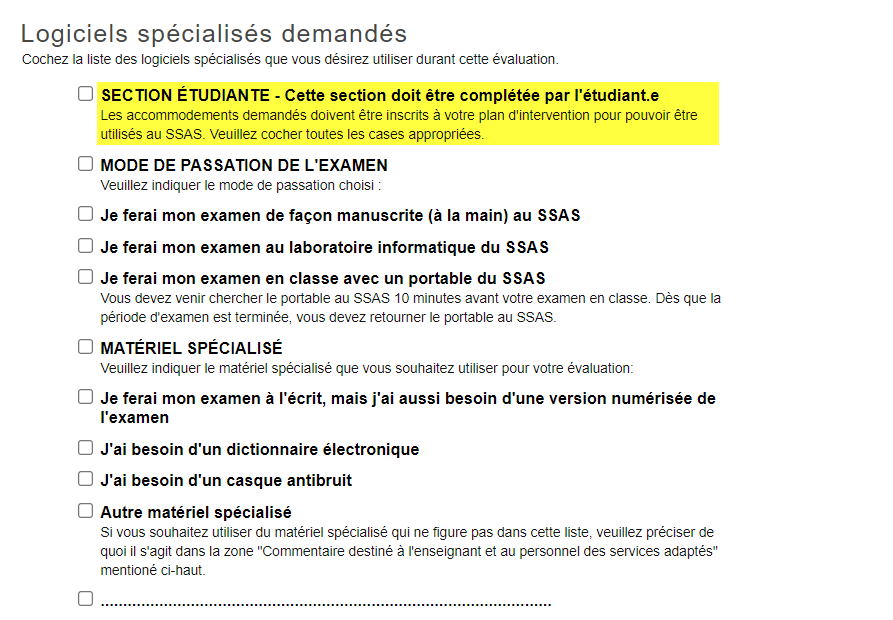 Logiciels spécialisés demandés
Cochez la liste des logiciels spécialisés que vous désirez utiliser durant cette évaluation.
SECTION ÉTUDIANTE - Cette section doit être complétée par l'étudiant.e
Les accommodements demandés doivent être inscrits à votre plan d'intervention pour pouvoir être
utilisés au SSAS. Veuillez cocher toutes les cases appropriées.
MODE DE PASSATION DE L'EXAMEN
Veuillez indiquer le mode de passation choisi :
Je ferai mon examen de façon manuscrite (à la main) au SSAS
Je ferai mon examen au laboratoire informatique du SSAS
Je ferai mon examen en classe avec un portable du SSAS
Vous devez venir chercher le portable au SSAS 10 minutes avant votre examen en classe. Dès que la
période d'examen est terminée, vous devez retourner le portable au SSAS.
MATÉRIEL SPÉCIALISÉ
Veuillez indiquer le matériel spécialisé que vous souhaitez utiliser pour votre évaluation:
Je ferai mon examen à l'écrit, mais j'ai aussi besoin d'une version numérisée de
l'examen
J'ai besoin d'un dictionnaire électronique
J'ai besoin d'un casque antibruit
Autre matériel spécialisé
Si vous souhaitez utiliser du matériel spécialisé qui ne figure pas dans cette liste, veuillez préciser de
quoi il s'agit dans la zone "Commentaire destiné à l'enseignant et au personnel des services adaptés"
mentioné ci-haut.
....................................................................................................